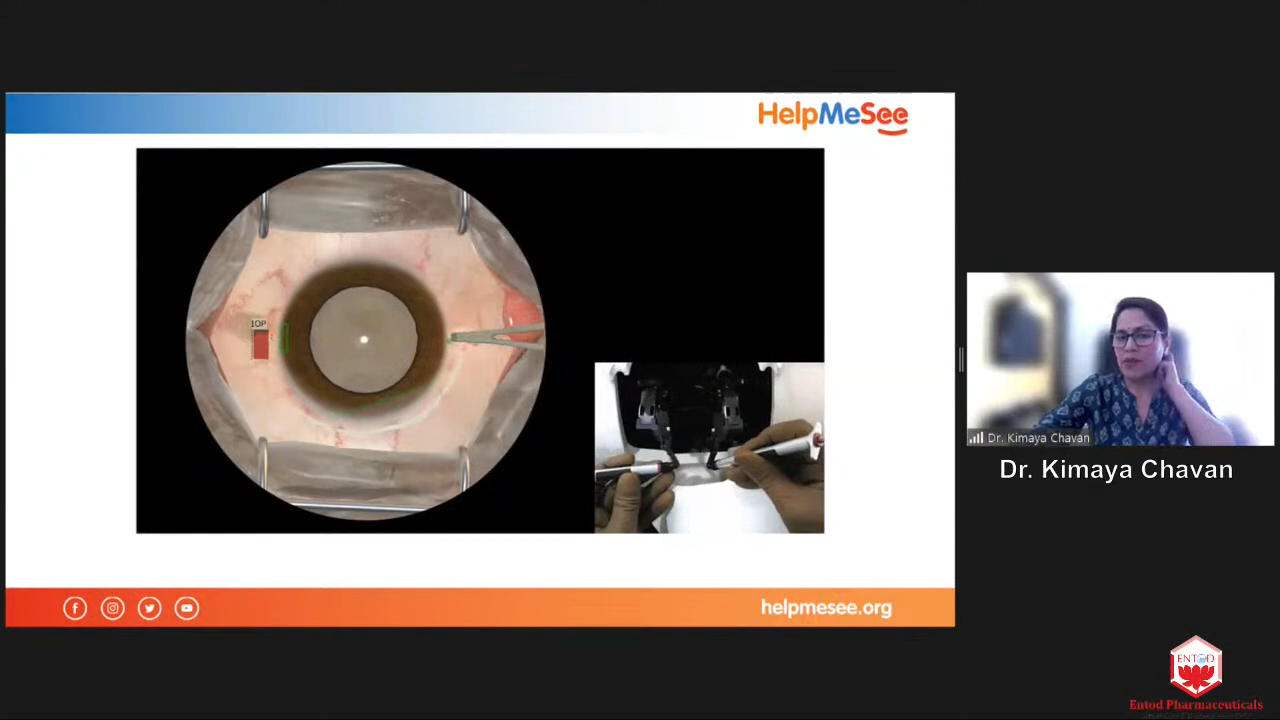 HelpMeSee
IOP
Dr. Kimaya Chavan
Dr. Kimaya Chavan
helpmesee.org
ENTOD
Entod Pharmaceuticals